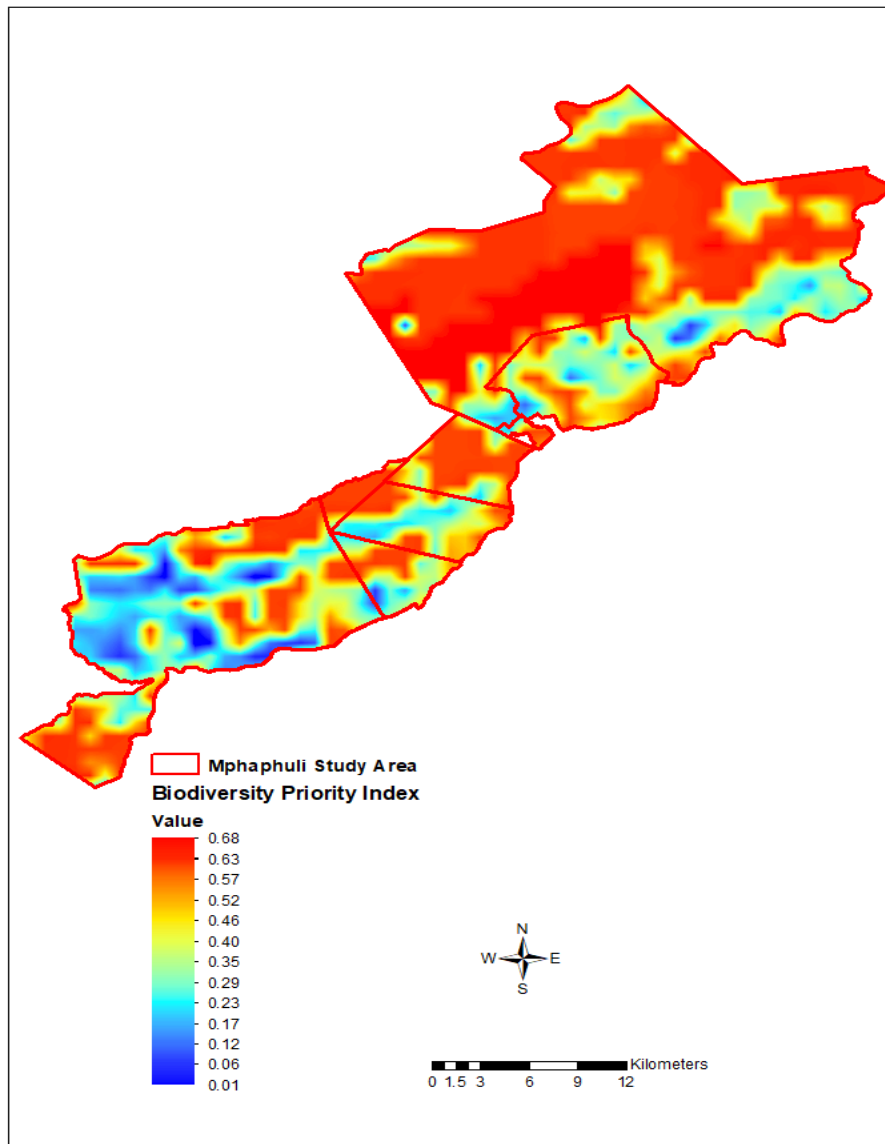 Mphaphuli Study Area
Biodiversity Priority Index
Value
0.68
0.63
0.57
0.52
0.46
0.40
0.35
0.29
0.23
0.17
0.12
0.06
0.01
N
W E
S
Kilometers
0 1.5 3 6 9 12